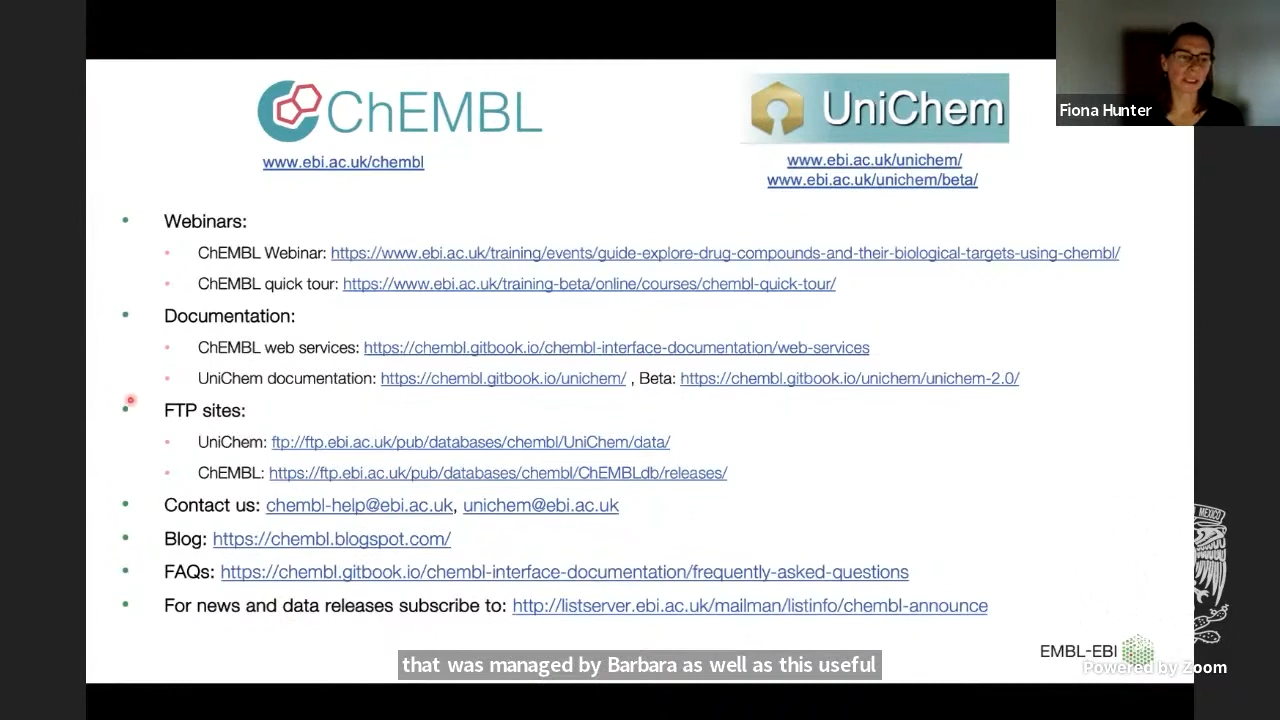 ChEMBL
UniChem
Fiona Hunter
www.ebi.ac.uk/chembl
www.ebi.ac.uk/unichem/
www.ebi.ac.uk/unichem/beta/
• Webinars:
• ChEMBL Webinar: https://www.ebi.ac.uk/training/events/guide-explore-drug-compounds-and-their-biological-targets-using-chembl/
• ChEMBL quick tour: https://www.ebi.ac.uk/training-beta/online/courses/chembl-quick-tour/
• Documentation:
• ChEMBL web services: https://chembl.gitbook.io/chembl-interface-documentation/web-services
• UniChem documentation: https://chembl.gitbook.io/unichem/ , Beta: https://chembl.gitbook.io/unichem/unichem-2.0/
• FTP sites:
• UniChem: ftp://ftp.ebi.ac.uk/pub/databases/chembl/UniChem/data/
• ChEMBL: https://ftp.ebi.ac.uk/pub/databases/chembl/ChEMBLdb/releases/
• Contact us: chembl-help@ebi.ac.uk, unichem@ebi.ac.uk
• Blog: https://chembl.blogspot.com/
• FAQs: https://chembl.gitbook.io/chembl-interface-documentation/frequently-asked-questions
• For news and data releases subscribe to: http://listserver.ebi.ac.uk/mailman/listinfo/chembl-announce
MEXICO
EMBL-EBI
that was managed by Barbara as well as this useful
Powered by Zoom